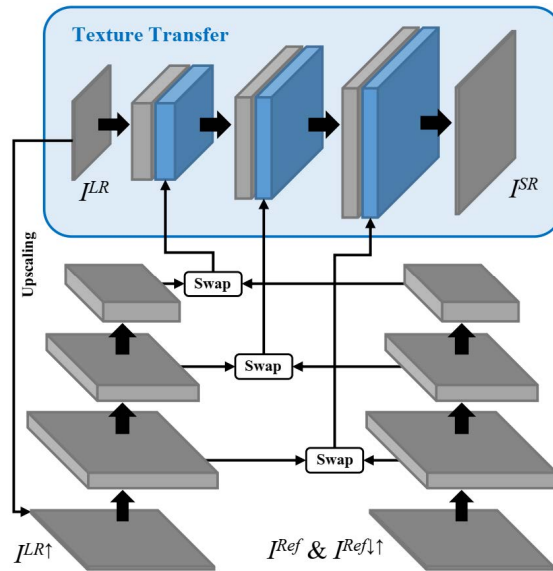 Texture Transfer
I^{LR}
I^{SR}
Upscaling
Swap
Swap
Swap
I^{LR↑}
I^{Ref} & I^{Ref↓↑}